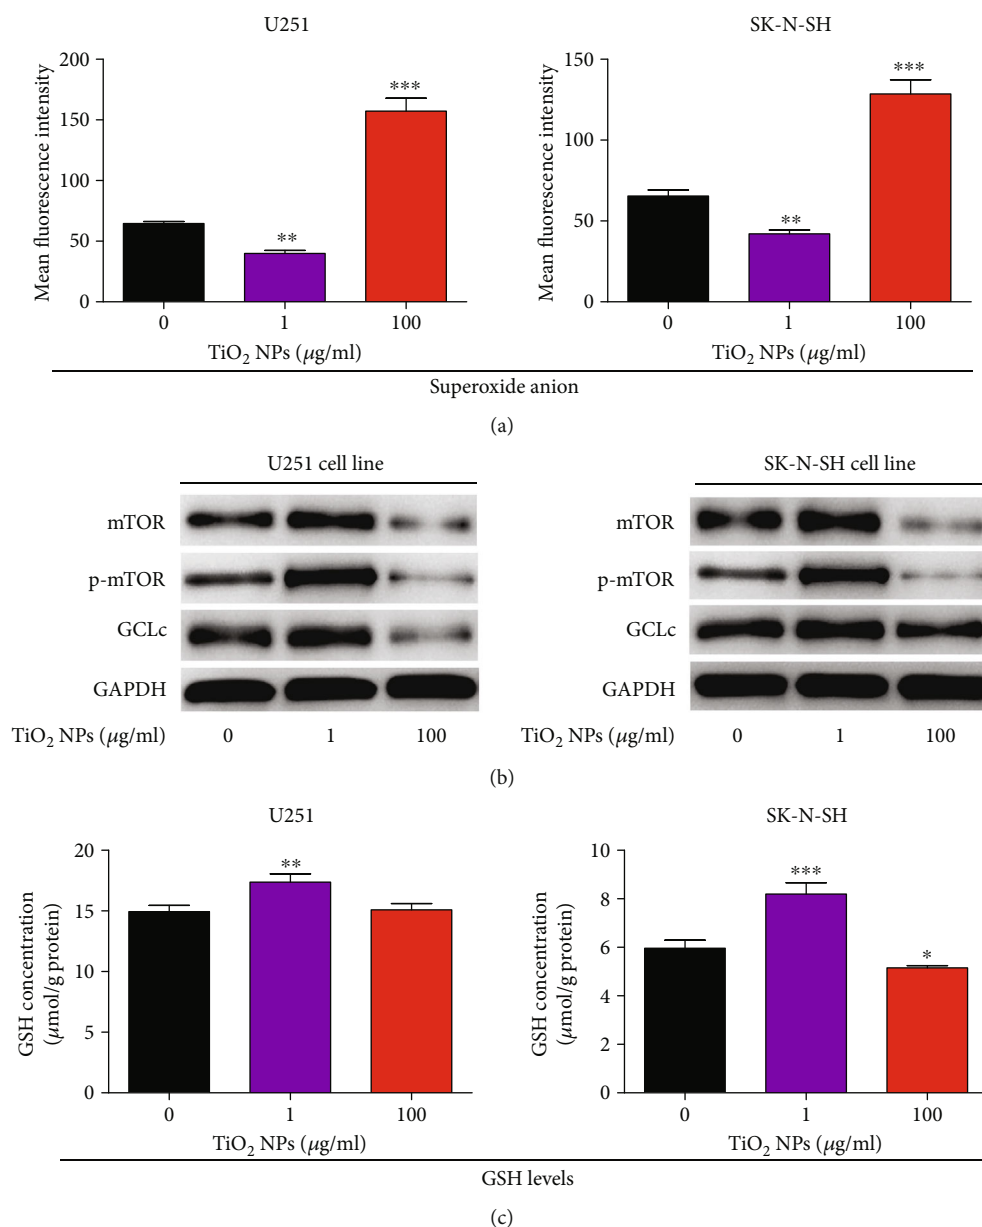 U251
Mean fluorescence intensity
200
150
100
50
0
**
***
0 1 100
TiO2 NPs (μg/ml)
SK-N-SH
Mean fluorescence intensity
150
100
50
0
**
***
0 1 100
TiO2 NPs (μg/ml)
Superoxide anion
(a)
U251 cell line
mTOR
p-mTOR
GCLc
GAPDH
TiO2 NPs (μg/ml) 0 1 100
SK-N-SH cell line
mTOR
p-mTOR
GCLc
GAPDH
TiO2 NPs (μg/ml) 0 1 100
(b)
U251
GSH concentration
(μmol/g protein)
20
15
10
5
0
**
0 1 100
TiO2 NPs (μg/ml)
SK-N-SH
GSH concentration
(μmol/g protein)
10
8
6
4
2
0
***
*
0 1 100
TiO2 NPs (μg/ml)
GSH levels
(c)